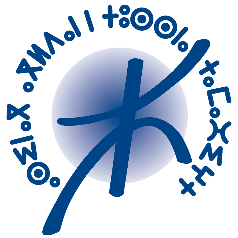 ⴰⵙⵉⵏⴰⴳ ⴰⴳⵍⴷⴰⵏ ⵏ ⵜⵓⵙⵙⵏⴰ ⵜⴰⵎⴰⵣⵉⵖⵜ